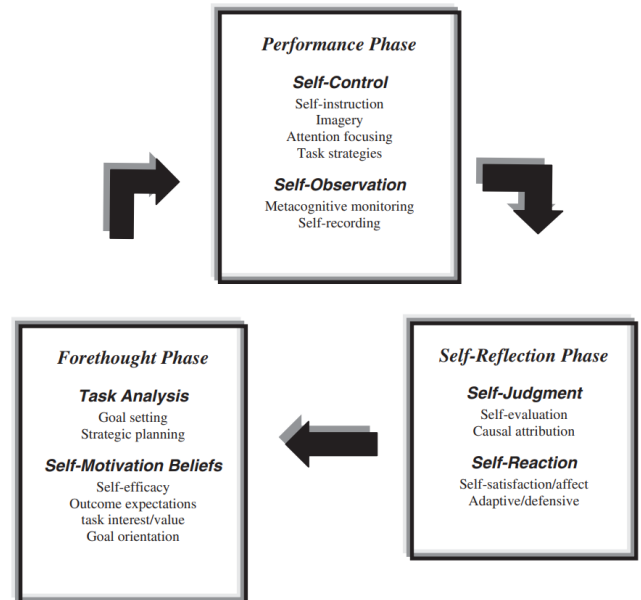 Performance Phase
Self-Control
Self-instruction
Imagery
Attention focusing
Task strategies
Self-Observation
Metacognitive monitoring
Self-recording
Forethought Phase
Task Analysis
Goal setting
Strategic planning
Self-Motivation Beliefs
Self-efficacy
Outcome expectations
task interest/value
Goal orientation
Self-Reflection Phase
Self-Judgment
Self-evaluation
Causal attribution
Self-Reaction
Self-satisfaction/affect
Adaptive/defensive